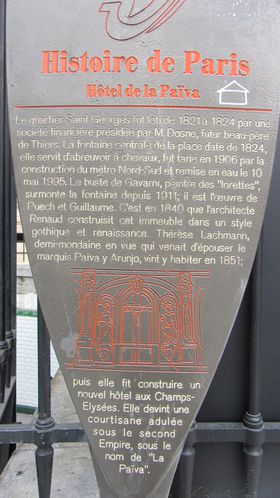 Histoire de Paris
Hôtel de la Païva
Le quartier Saint Georges fut loti de 1821 à 1824 par une
société financière présidée par M. Dosne, futur beau-père
de Thiers. La fontaine centrale de la place date de 1824,
elle servit d'abreuvoir à chevaux, fut tarie en 1906 par la
construction du métro Nord-Sud et remise en eau le 10
mai 1995. Le buste de Gavarni, peintre des "lorettes",
surmonte la fontaine depuis 1911; il est l'œuvre de
Puech et Guillaume. C'est en 1840 que l'architecte
Renaud construisit cet immeuble dans un style
gothique et renaissance. Thérèse Lachmann,
demi-mondaine en vue qui venait d'épouser le
marquis Païva y Arunjo, vint y habiter en 1851;
puis elle fit construire un
nouvel hôtel aux Champs-
Elysées. Elle devint une
courtisane adulée
sous le second
Empire, sous le
nom de "La
Païva".